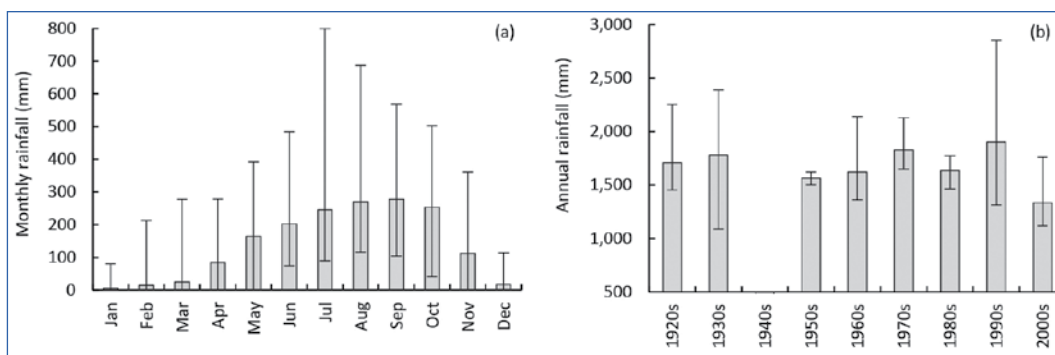 (a)
Monthly rainfall (mm)
800
700
600
500
400
300
200
100
0
Jan
Feb
Mar
Apr
May
Jun
Jul
Aug
Sep
Oct
Nov
Dec
(b)
Annual rainfall (mm)
3,000
2,500
2,000
1,500
1,000
500
1920s
1930s
1940s
1950s
1960s
1970s
1980s
1990s
2000s